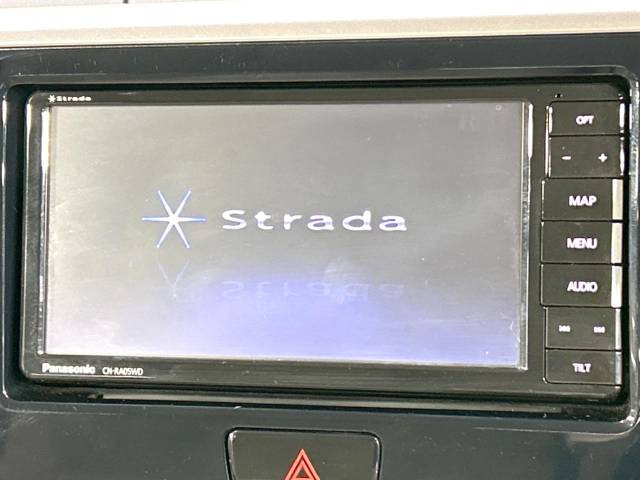 Strada
OPT
- +
MAP
Strada
MENU
AUDIO
TILT
Panasonic CN-RA05WD